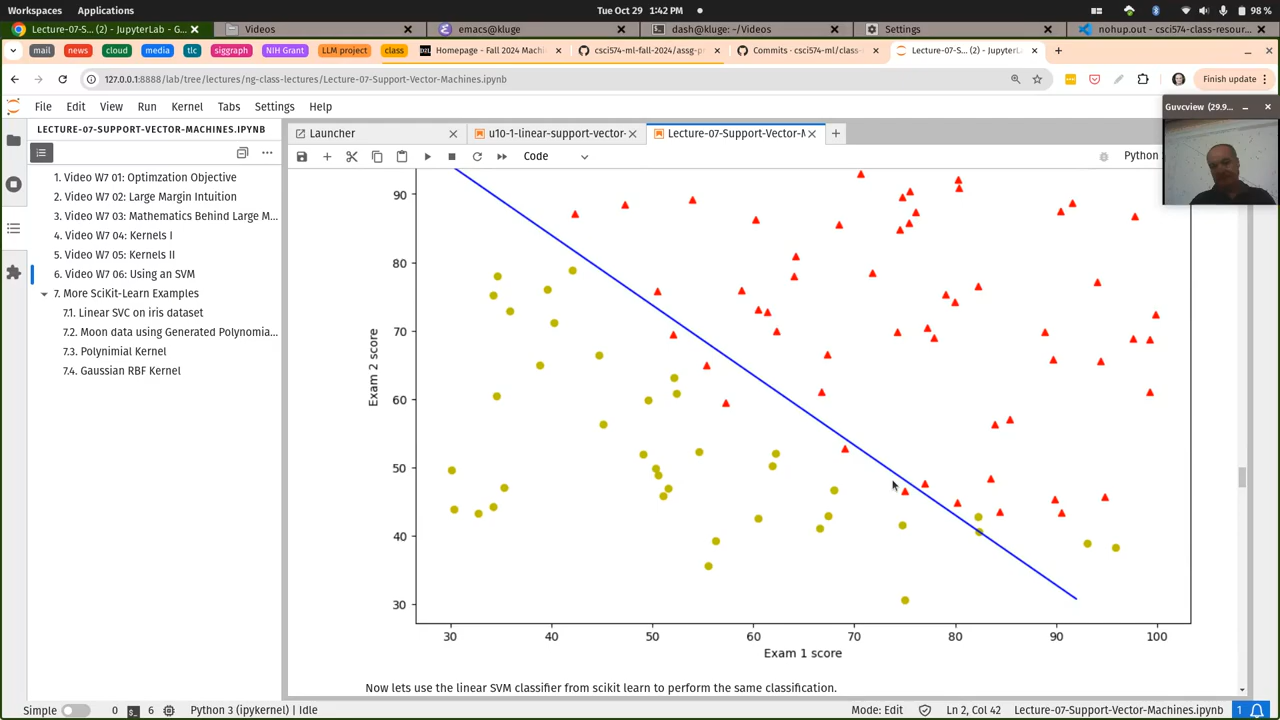 Workspaces Applications Tue Oct 29 1:42 PM 98 %
Lecture-07-S... (2) - JupyterLab - G... Videos emacs@kluge dash@kluge: ~/Videos Settings nohup.out - csci574-class-resour...
mail news cloud media tlc siggraph NIH Grant LLM project class Homepage - Fall 2024 Machin csci574-ml-fall-2024/assg-p Commits · csci574-ml/class- Lecture-07-S... (2) - JupyterL
127.0.0.1:8888/lab/tree/lectures/ng-class-lectures/Lecture-07-Support-Vector-Machines.ipynb Finish update
File Edit View Run Kernel Tabs Settings Help
Guvcview (29.9...
LECTURE-07-SUPPORT-VECTOR-MACHINES.IPYNB
Launcher u10-1-linear-support-vector- Lecture-07-Support-Vector-M
Code Python
1. Video W7 01: Optimzation Objective
2. Video W7 02: Large Margin Intuition
3. Video W7 03: Mathematics Behind Large M...
4. Video W7 04: Kernels I
5. Video W7 05: Kernels II
6. Video W7 06: Using an SVM
7. More SciKit-Learn Examples
7.1. Linear SVC on iris dataset
7.2. Moon data using Generated Polynomia...
7.3. Polynimial Kernel
7.4. Gaussian RBF Kernel
90
80
70
60
50
40
30
Exam 2 score
30 40 50 60 70 80 90 100
Exam 1 score
Now lets use the linear SVM classifier from scikit learn to perform the same classification.
Simple 0 6 Python 3 (ipykernel) | Idle Mode: Edit Ln 2, Col 42 Lecture-07-Support-Vector-Machines.ipynb 1